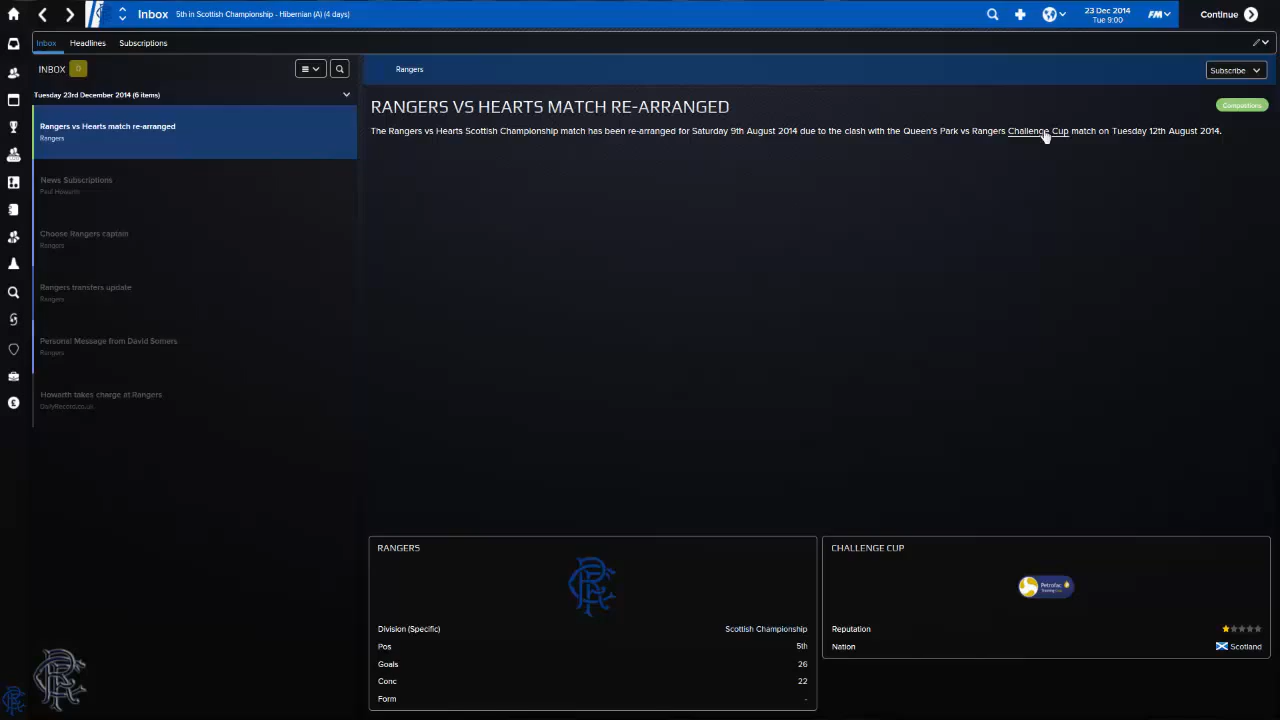 Inbox
5th in Scottish Championship - Hibernian (A) (4 days)
23 Dec 2014
Tue 9:00
FM
Continue
Inbox
Headlines
Subscriptions
INBOX 0
Rangers
Subscribe
Tuesday 23rd December 2014 (6 items)
RANGERS VS HEARTS MATCH RE-ARRANGED
Competitions
Rangers vs Hearts match re-arranged
Rangers
The Rangers vs Hearts Scottish Championship match has been re-arranged for Saturday 9th August 2014 due to the clash with the Queen's Park vs Rangers Challenge Cup match on Tuesday 12th August 2014.
News Subscriptions
Paul Howarth
Choose Rangers captain
Rangers
Rangers transfers update
Rangers
Personal Message from David Somers
Rangers
Howarth takes charge at Rangers
DailyRecord.co.uk
RANGERS
Division (Specific) Scottish Championship
Pos 5th
Goals 26
Conc 22
Form -
CHALLENGE CUP
Petrofac
Reputation
Nation Scotland